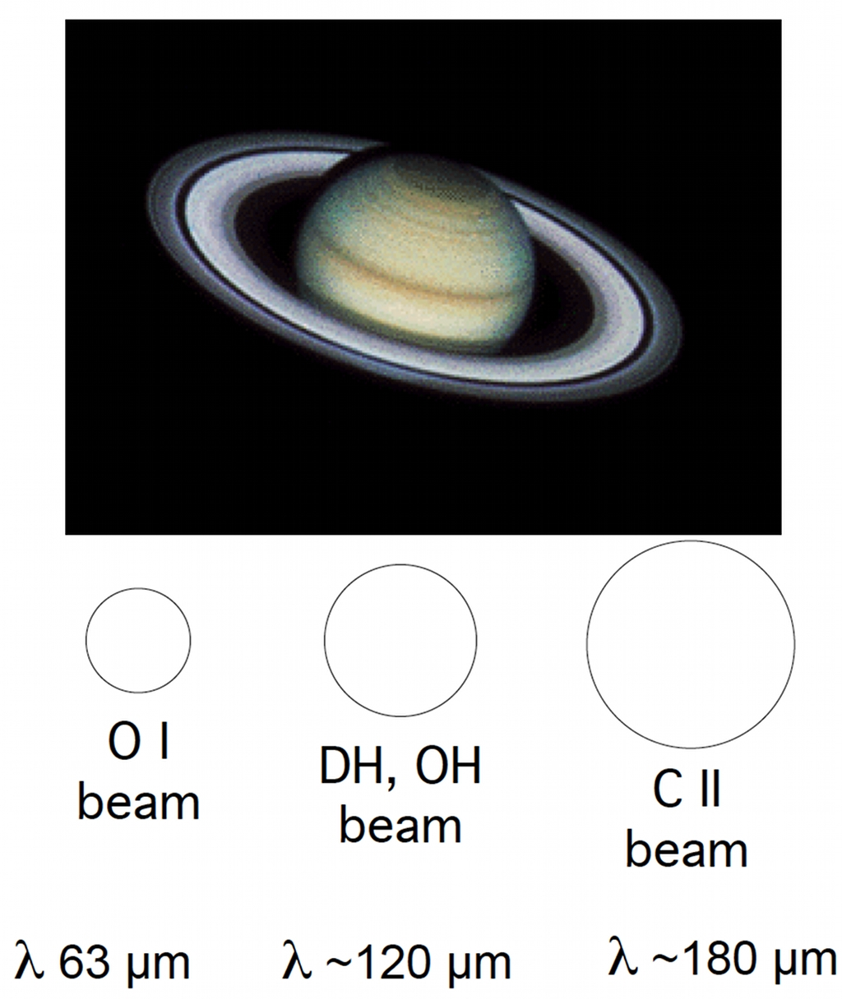 O I
beam
DH, OH
beam
C II
beam
λ 63 µm
λ ~120 µm
λ ~180 µm